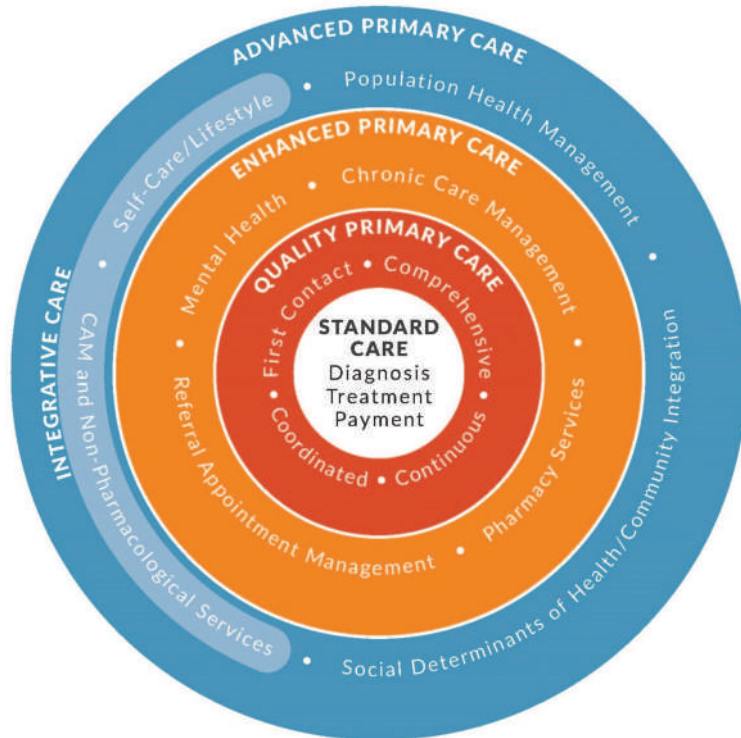 ADVANCED PRIMARY CARE
Population Health Management
Social Determinants of Health/Community Integration
INTEGRATIVE CARE
Self-Care/Lifestyle
CAM and Non-Pharmacological Services
ENHANCED PRIMARY CARE
Chronic Care Management
Pharmacy Services
Referral Appointment Management
Mental Health
QUALITY PRIMARY CARE
First Contact
Comprehensive
Continuous
Coordinated
STANDARD
CARE
Diagnosis
Treatment
Payment